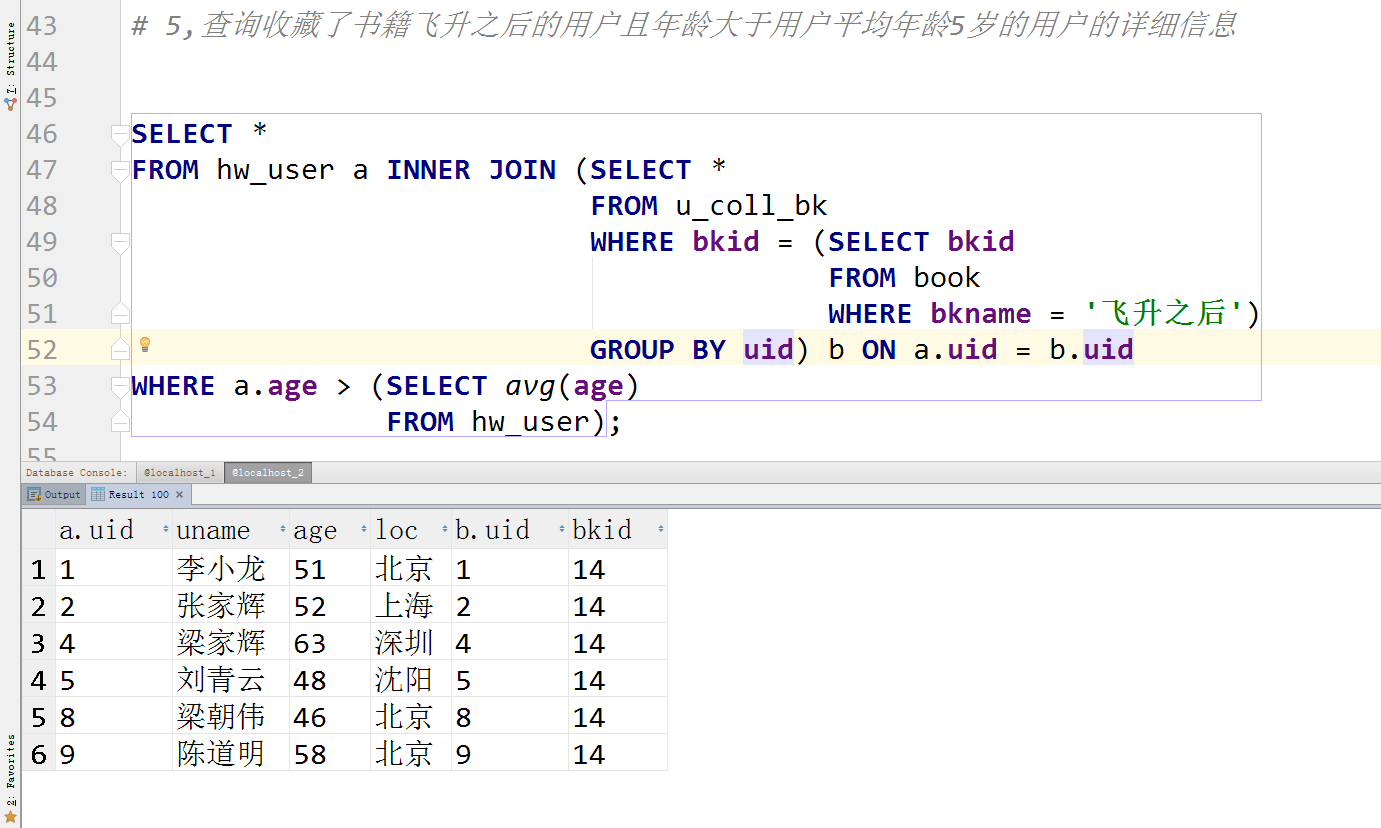 1: Structure
43 # 5,查询收藏了书籍飞升之后的用户且年龄大于用户平均年龄5岁的用户的详细信息
44
45
46 SELECT *
47 FROM hw_user a INNER JOIN (SELECT *
48 FROM u_coll_bk
49 WHERE bkid = (SELECT bkid
50 FROM book
51 WHERE bkname = '飞升之后')
52 GROUP BY uid) b ON a.uid = b.uid
53 WHERE a.age > (SELECT avg(age)
54 FROM hw_user);
55
Database Console: @localhost_1 @localhost_2
Output Result 100 ×
a.uid uname age loc b.uid bkid
1 1 李小龙 51 北京 1 14
2 2 张家辉 52 上海 2 14
3 4 梁家辉 63 深圳 4 14
4 5 刘青云 48 沈阳 5 14
5 8 梁朝伟 46 北京 8 14
6 9 陈道明 58 北京 9 14
2: Favorites